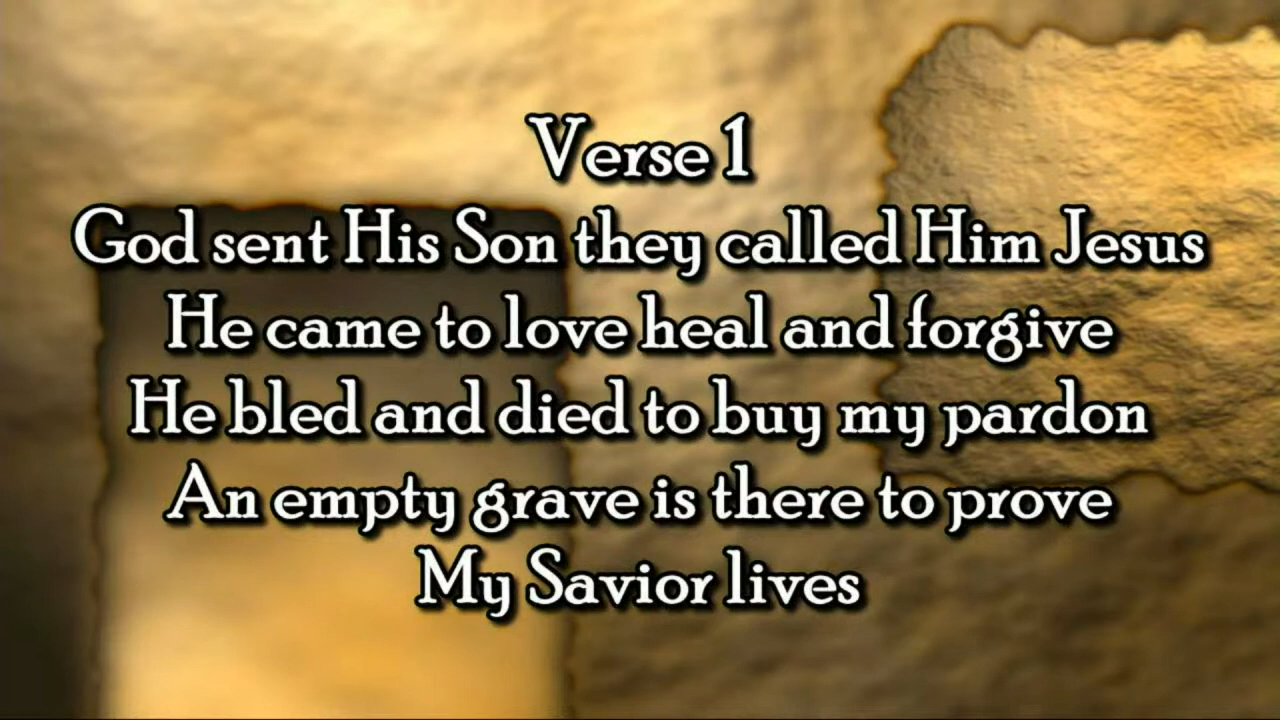 Verse 1
God sent His Son they called Him Jesus
He came to love heal and forgive
He bled and died to buy my pardon
An empty grave is there to prove
My Savior lives